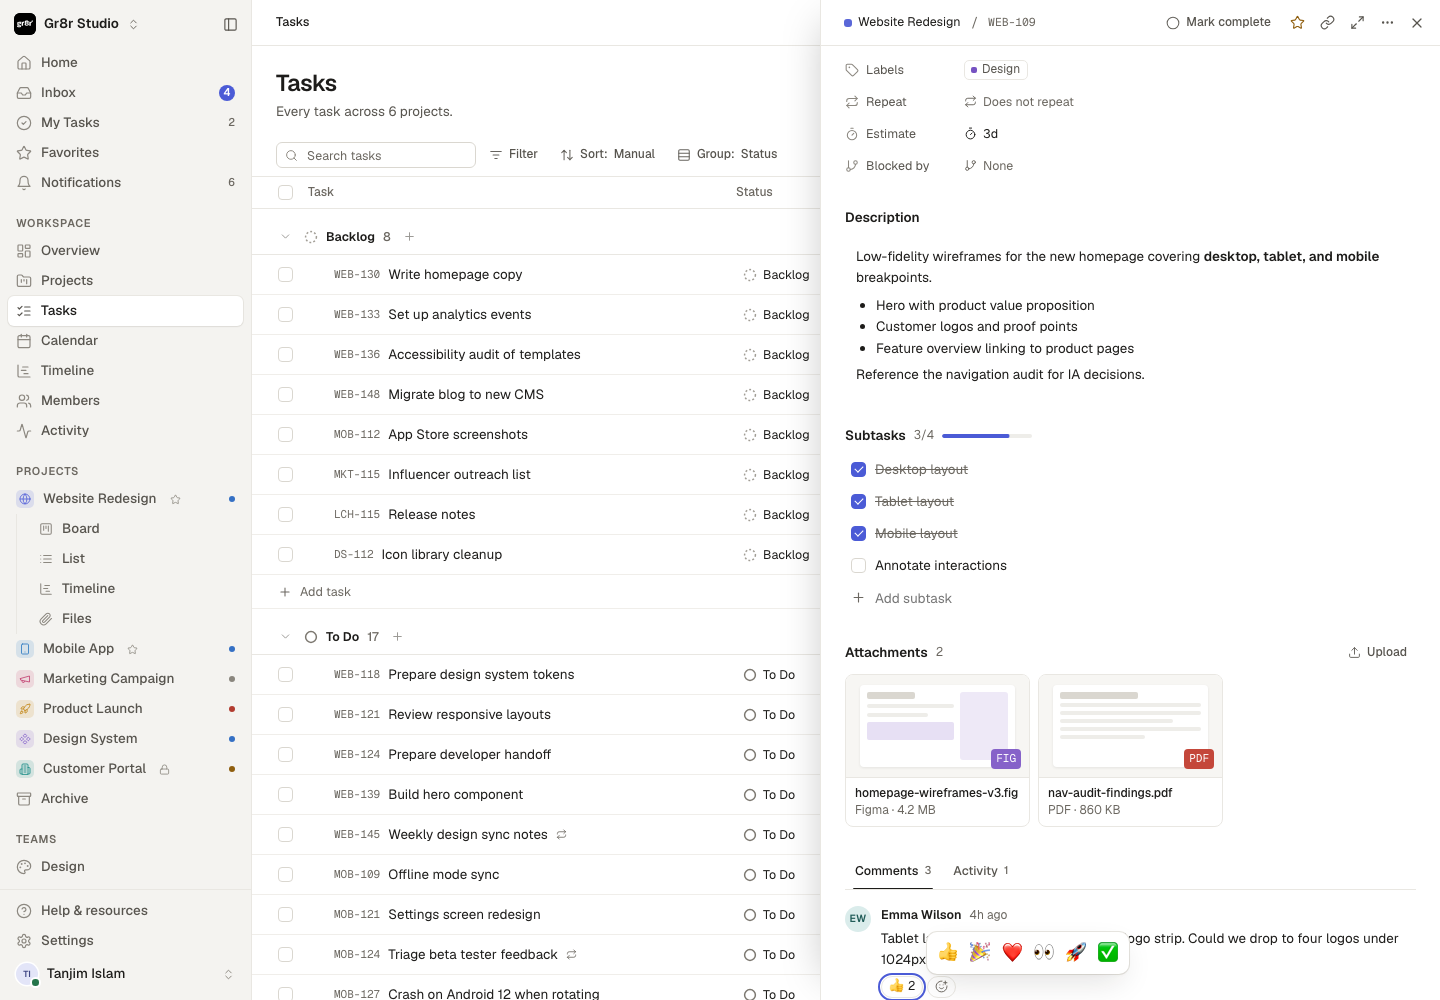 gr8r
Gr8r Studio
Home
Inbox 4
My Tasks 2
Favorites
Notifications 6
WORKSPACE
Overview
Projects
Tasks
Calendar
Timeline
Members
Activity
PROJECTS
Website Redesign
Board
List
Timeline
Files
Mobile App
Marketing Campaign
Product Launch
Design System
Customer Portal
Archive
TEAMS
Design
Help & resources
Settings
TI Tanjim Islam
Tasks
Tasks
Every task across 6 projects.
Search tasks
Filter
Sort: Manual
Group: Status
Task Status
Backlog 8
WEB-130 Write homepage copy Backlog
WEB-133 Set up analytics events Backlog
WEB-136 Accessibility audit of templates Backlog
WEB-148 Migrate blog to new CMS Backlog
MOB-112 App Store screenshots Backlog
MKT-115 Influencer outreach list Backlog
LCH-115 Release notes Backlog
DS-112 Icon library cleanup Backlog
Add task
To Do 17
WEB-118 Prepare design system tokens To Do
WEB-121 Review responsive layouts To Do
WEB-124 Prepare developer handoff To Do
WEB-139 Build hero component To Do
WEB-145 Weekly design sync notes To Do
MOB-109 Offline mode sync To Do
MOB-121 Settings screen redesign To Do
MOB-124 Triage beta tester feedback To Do
MOB-127 Crash on Android 12 when rotating To Do
Website Redesign / WEB-109
Mark complete
Labels Design
Repeat Does not repeat
Estimate 3d
Blocked by None
Description
Low-fidelity wireframes for the new homepage covering desktop, tablet, and mobile
breakpoints.
• Hero with product value proposition
• Customer logos and proof points
• Feature overview linking to product pages
Reference the navigation audit for IA decisions.
Subtasks 3/4
Desktop layout
Tablet layout
Mobile layout
Annotate interactions
Add subtask
Attachments 2
Upload
FIG
homepage-wireframes-v3.fig
Figma · 4.2 MB
PDF
nav-audit-findings.pdf
PDF · 860 KB
Comments 3
Activity 1
EW Emma Wilson 4h ago
Tablet strip. Could we drop to four logos under
1024px
👍 🎉 ❤️ 👀 🚀 ✅
👍 2